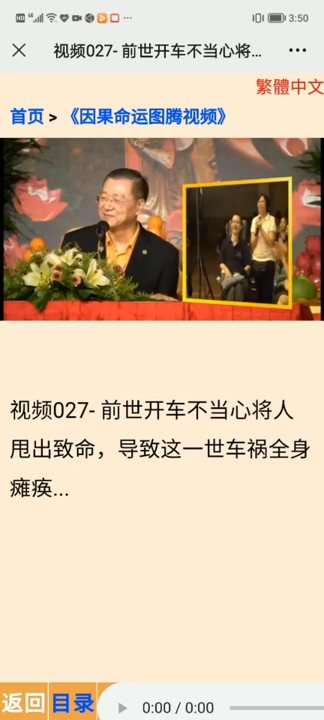 3:50
视频027- 前世开车不当心将...
繁體中文
首页 > 《因果命运图腾视频》
视频027- 前世开车不当心将人
甩出致命，导致这一世车祸全身
瘫痪...
返回 目录 0:00 / 0:00